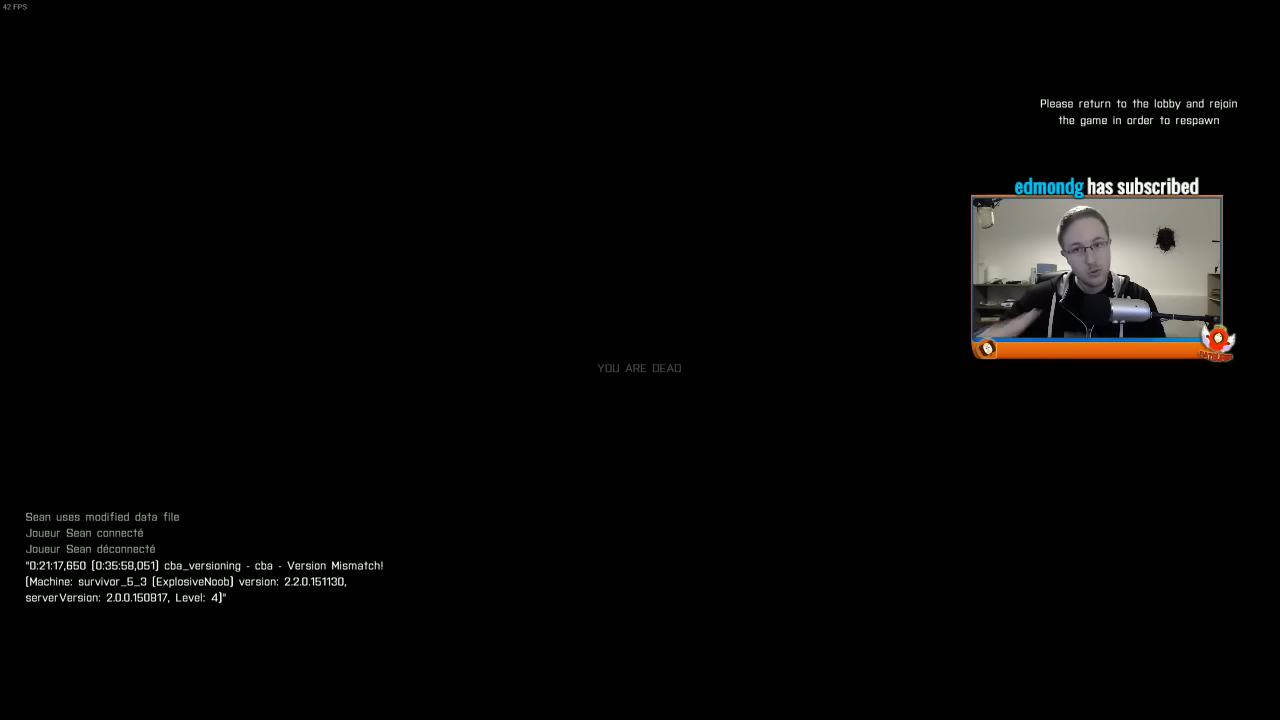 42 FPS
Please return to the lobby and rejoin
the game in order to respawn
edmondg has subscribed
YOU ARE DEAD
Sean uses modified data file
Joueur Sean connecté
Joueur Sean déconnecté
"0:21:17,650 (0:35:58,051) cba_versioning - cba - Version Mismatch!
(Machine: survivor_5_3 (ExplosiveNoob) version: 2.2.0.151130,
serverVersion: 2.0.0.150817, Level: 4)"